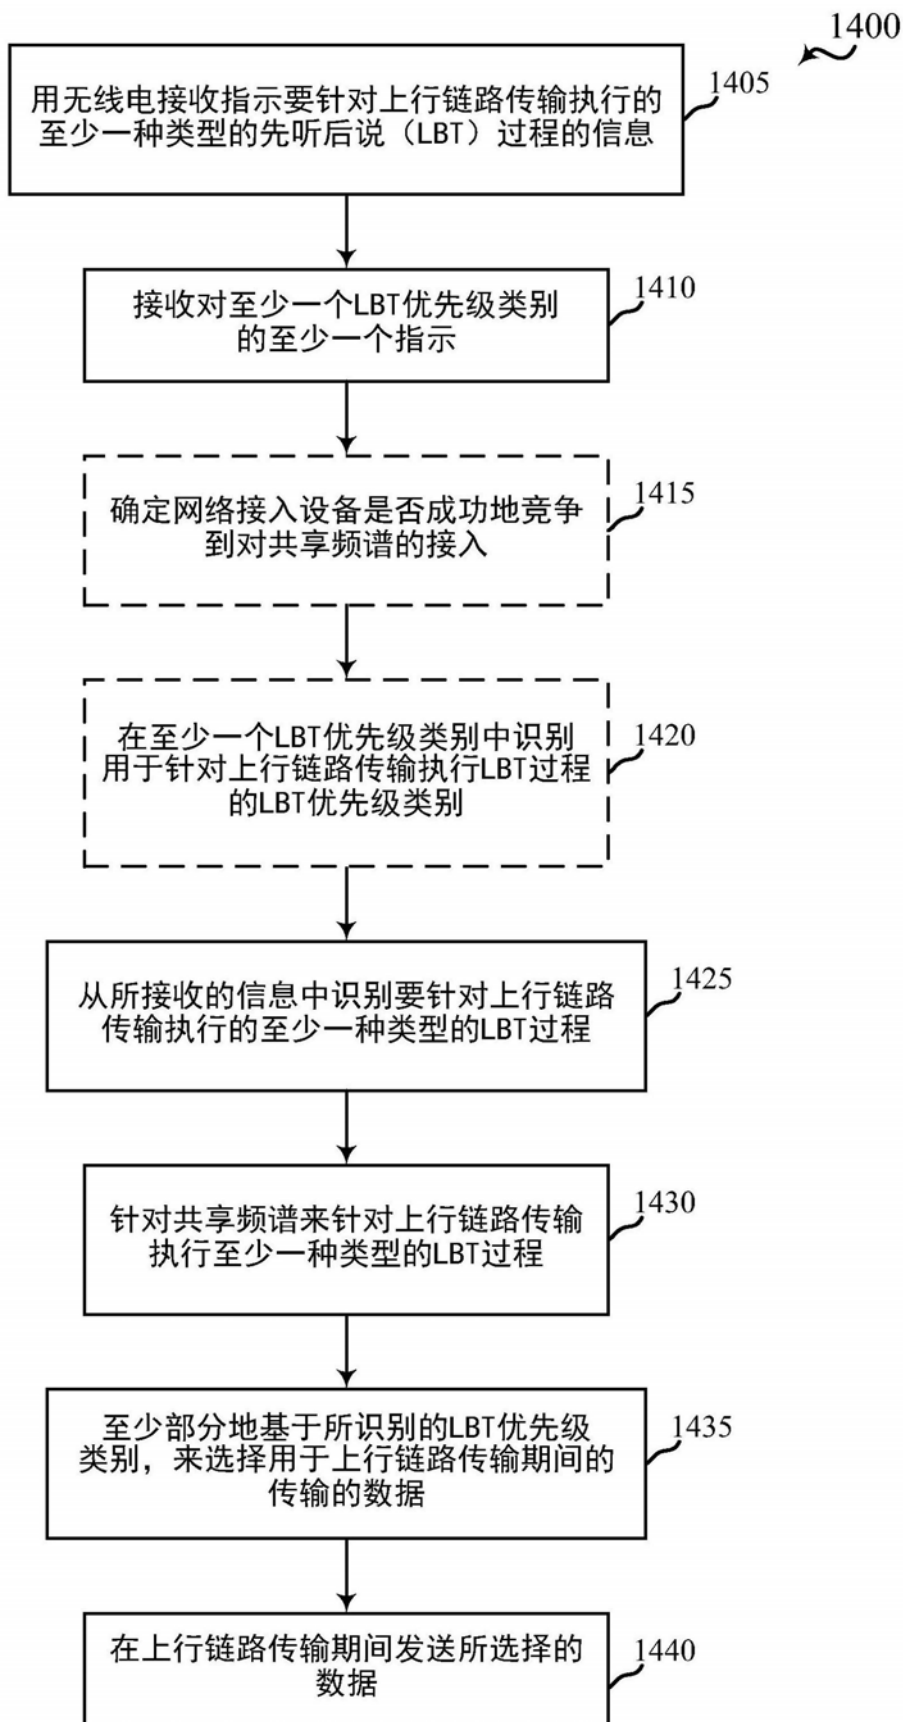 1400
用无线电接收指示要针对上行链路传输执行的
至少一种类型的先听后说（LBT）过程的信息
1405
接收对至少一个LBT优先级类别
的至少一个指示
1410
确定网络接入设备是否成功地竞争
到对共享频谱的接入
1415
在至少一个LBT优先级类别中识别
用于针对上行链路传输执行LBT过程
的LBT优先级类别
1420
从所接收的信息中识别要针对上行链路
传输执行的至少一种类型的LBT过程
1425
针对共享频谱来针对上行链路传输
执行至少一种类型的LBT过程
1430
至少部分地基于所识别的LBT优先级
类别，来选择用于上行链路传输期间的
传输的数据
1435
在上行链路传输期间发送所选择的
数据
1440